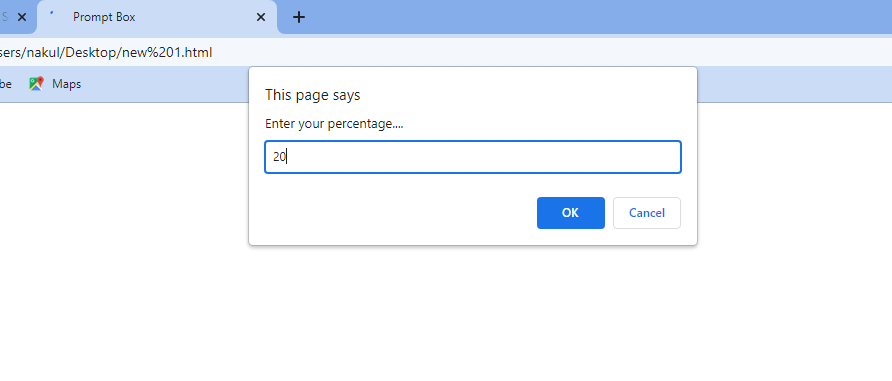 S
Prompt Box
sers/nakul/Desktop/new%201.html
be Maps
This page says
Enter your percentage....
20
OK Cancel